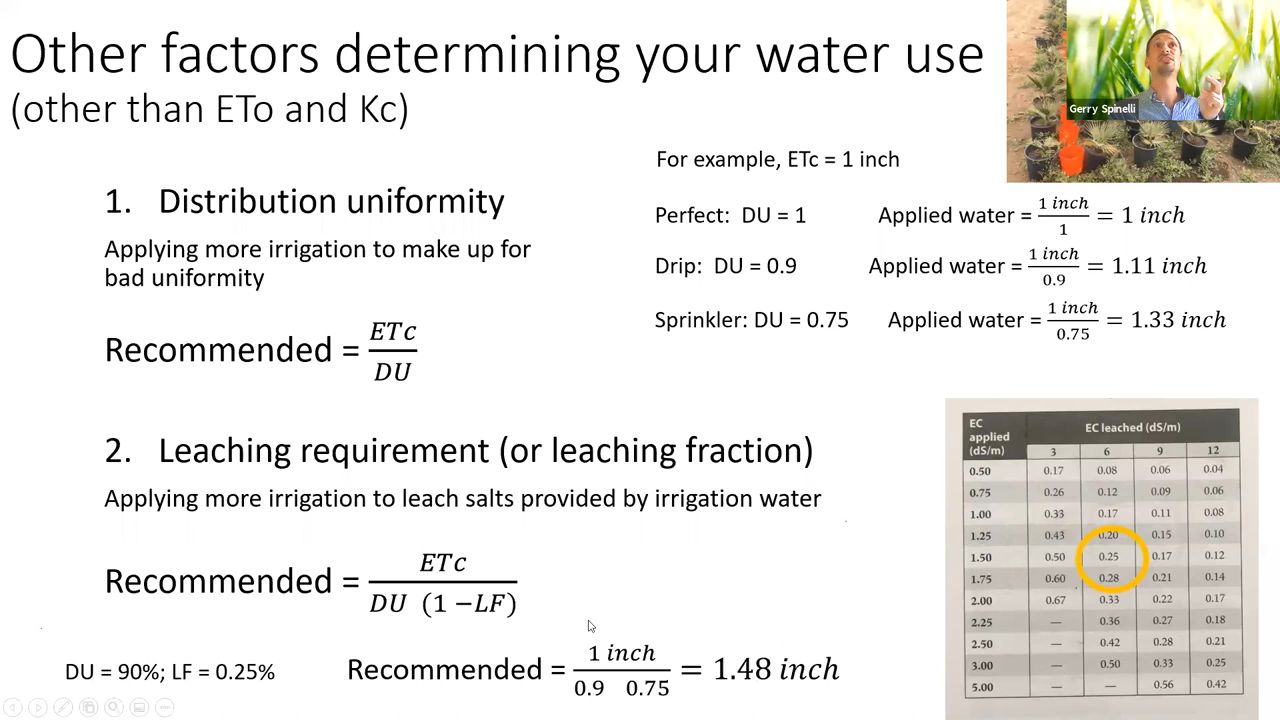 Other factors determining your water use
(other than ETo and Kc)
Gerry Spinelli
1. Distribution uniformity
Applying more irrigation to make up for
bad uniformity
Recommended = ETc / DU
For example, ETc = 1 inch
Perfect: DU = 1 Applied water = 1 inch / 1 = 1 inch
Drip: DU = 0.9 Applied water = 1 inch / 0.9 = 1.11 inch
Sprinkler: DU = 0.75 Applied water = 1 inch / 0.75 = 1.33 inch
2. Leaching requirement (or leaching fraction)
Applying more irrigation to leach salts provided by irrigation water
Recommended = ETc / DU (1 −LF)
DU = 90%; LF = 0.25% Recommended = 1 inch / 0.9 0.75 = 1.48 inch
EC applied (dS/m) EC leached (dS/m)
3 6 9 12
0.50 0.17 0.08 0.06 0.04
0.75 0.26 0.12 0.09 0.06
1.00 0.33 0.17 0.11 0.08
1.25 0.43 0.20 0.15 0.10
1.50 0.50 0.25 0.17 0.12
1.75 0.60 0.28 0.21 0.14
2.00 0.67 0.33 0.22 0.17
2.25 — 0.36 0.27 0.18
2.50 — 0.42 0.28 0.21
3.00 — 0.50 0.33 0.25
5.00 — — 0.56 0.42